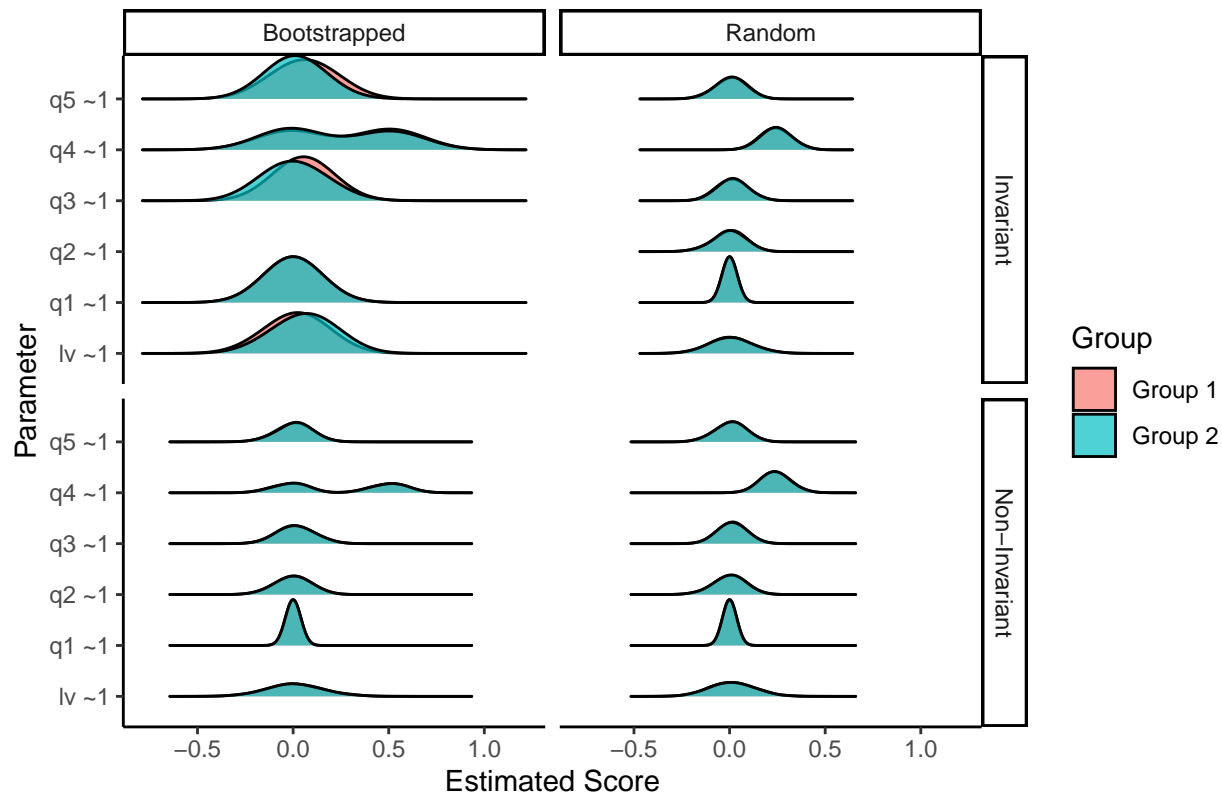 Bootstrapped
Random
q5 ~1
q4 ~1
q3 ~1
q2 ~1
q1 ~1
lv ~1
Invariant
q5 ~1
q4 ~1
q3 ~1
q2 ~1
q1 ~1
lv ~1
Non−Invariant
Parameter
−0.5 0.0 0.5 1.0
−0.5 0.0 0.5 1.0
Estimated Score
Group
Group 1
Group 2